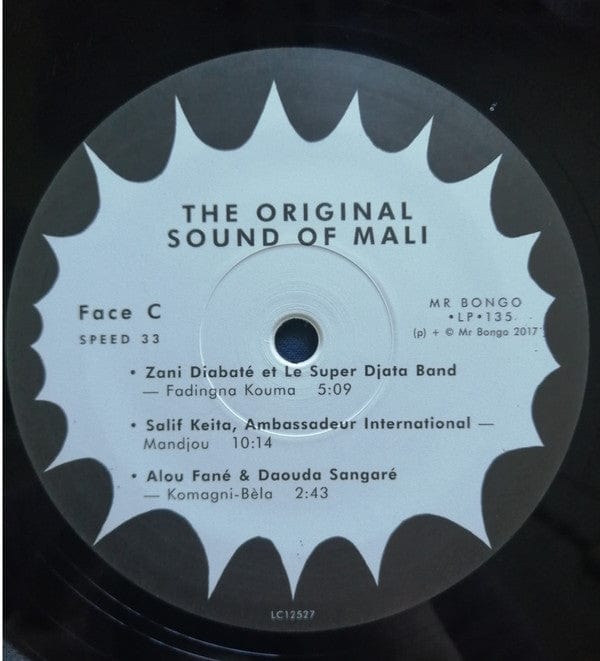 THE ORIGINAL
SOUND OF MALI
Face C
SPEED 33
MR BONGO
•LP•135
(p) + © Mr Bongo 2017
• Zani Diabaté et Le Super Djata Band
— Fadingna Kouma 5:09
• Salif Keita, Ambassadeur International —
Mandjou 10:14
• Alou Fané & Daouda Sangaré
— Komagni-Bèla 2:43
LC12527